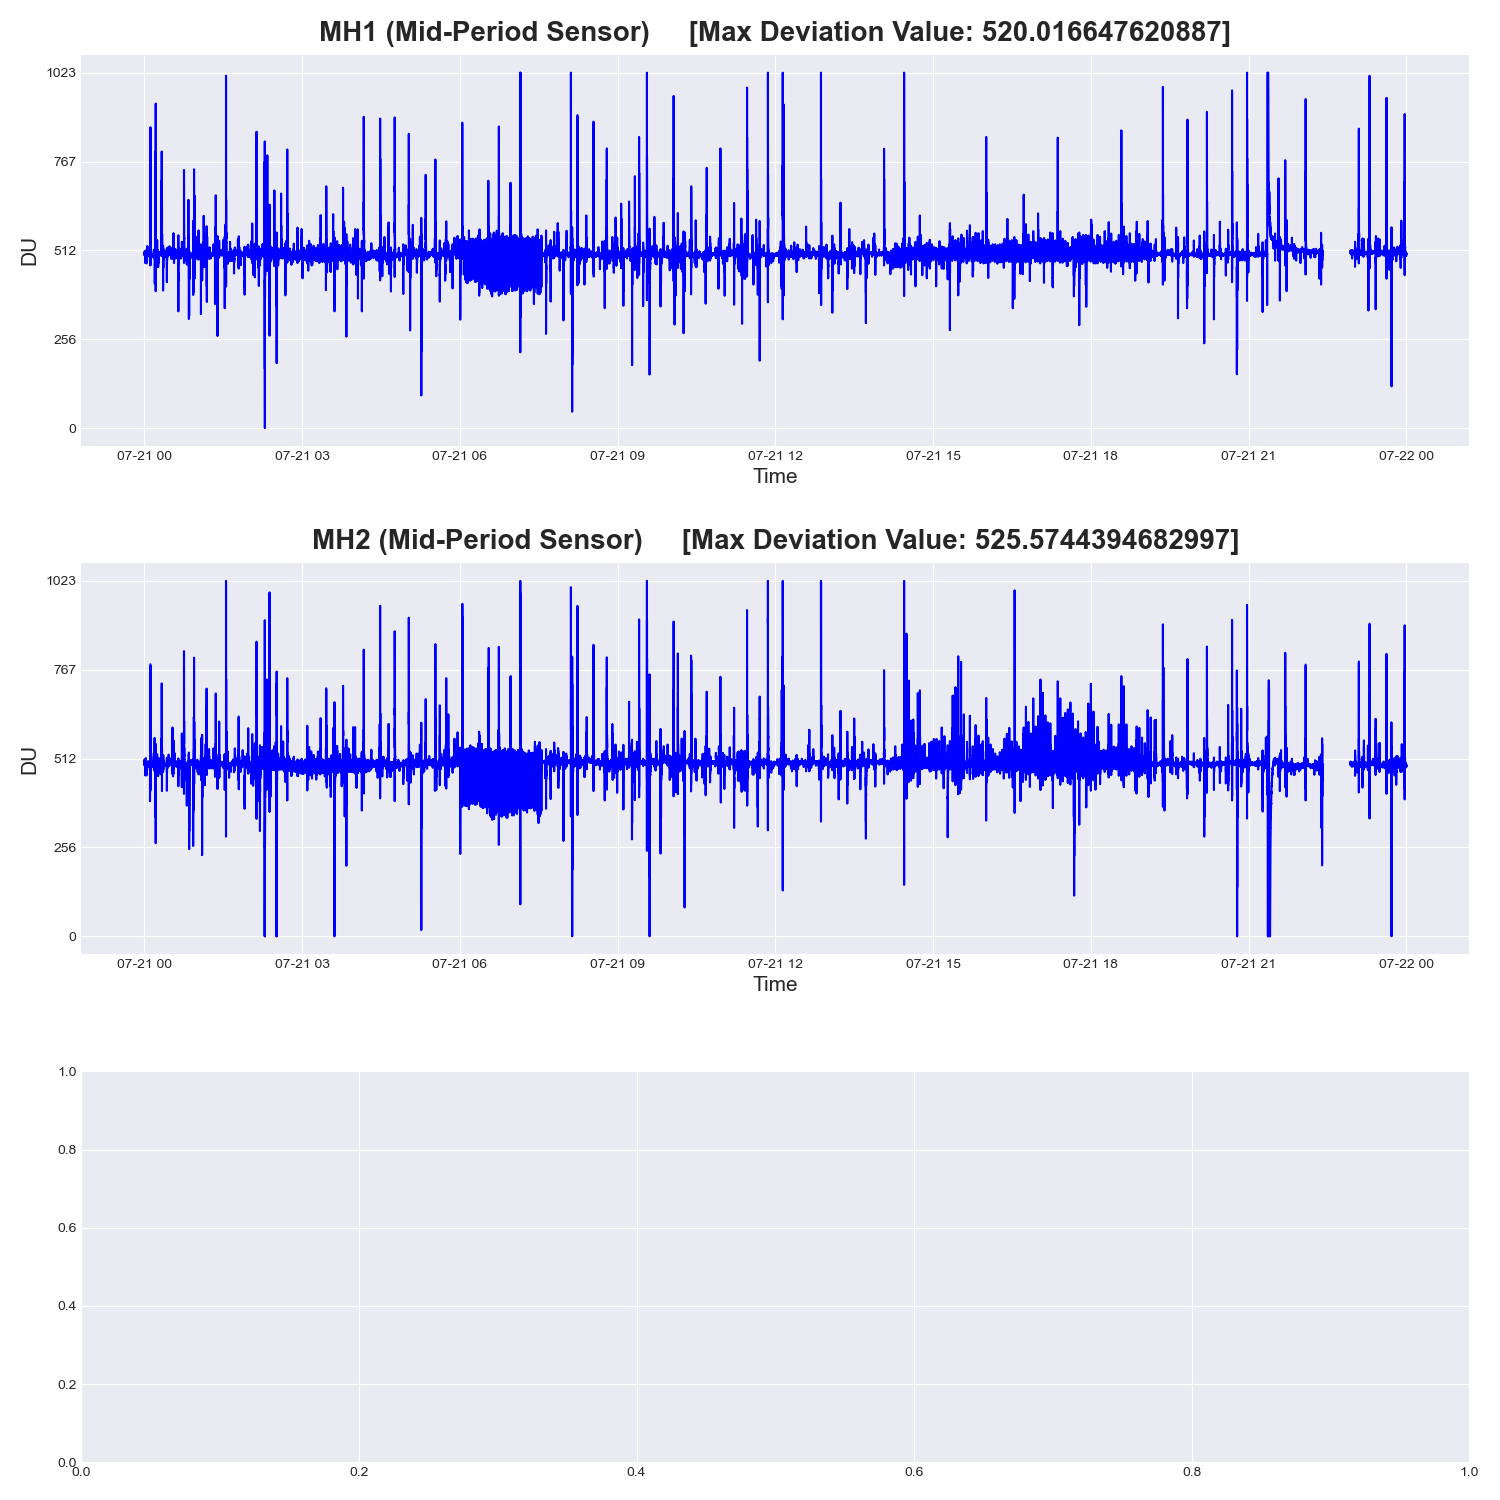 MH1 (Mid-Period Sensor) [Max Deviation Value: 520.016647620887]
1023
767
512
256
0
DU
07-21 00 07-21 03 07-21 06 07-21 09 07-21 12 07-21 15 07-21 18 07-21 21 07-22 00
Time
MH2 (Mid-Period Sensor) [Max Deviation Value: 525.5744394682997]
1023
767
512
256
0
DU
07-21 00 07-21 03 07-21 06 07-21 09 07-21 12 07-21 15 07-21 18 07-21 21 07-22 00
Time
1.0
0.8
0.6
0.4
0.2
0.0
0.0 0.2 0.4 0.6 0.8 1.0